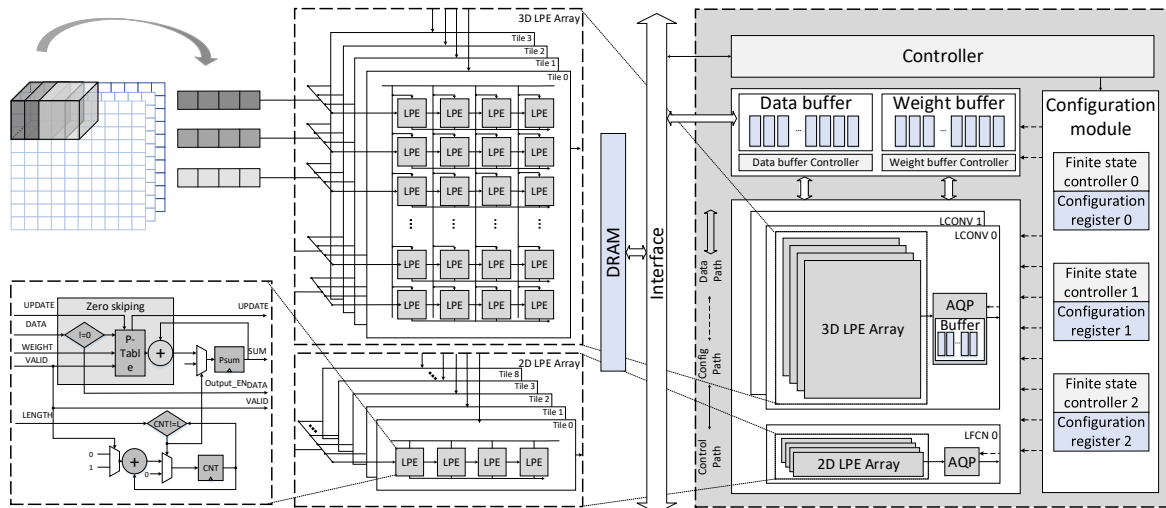 3D LPE Array
Tile 3
Tile 2
Tile 1
Tile 0
LPE LPE LPE LPE
LPE LPE LPE LPE
LPE LPE LPE LPE
... ... ... ...
LPE LPE LPE LPE
LPE LPE LPE LPE
Zero skiping
UPDATE
UPDATE
DATA
!=0
P-
Tabl
e
+
WEIGHT
VALID
Psum
SUM
Output_EN
DATA
VALID
LENGTH
CNT!=L
0
1
+
0
CNT
2D LPE Array
...
Tile 8
Tile 3
Tile 2
Tile 1
Tile 0
...
LPE LPE LPE LPE
DRAM
Interface
Controller
Data buffer
...
Data buffer Controller
Weight buffer
...
Weight buffer Controller
Configuration
module
Finite state
controller 0
Configuration
register 0
Finite state
controller 1
Configuration
register 1
Finite state
controller 2
Configuration
register 2
Data
Path
Config
Path
Control
Path
LCONV 1
LCONV 0
3D LPE Array
AQP
Buffer
...
LFCN 0
2D LPE Array
AQP